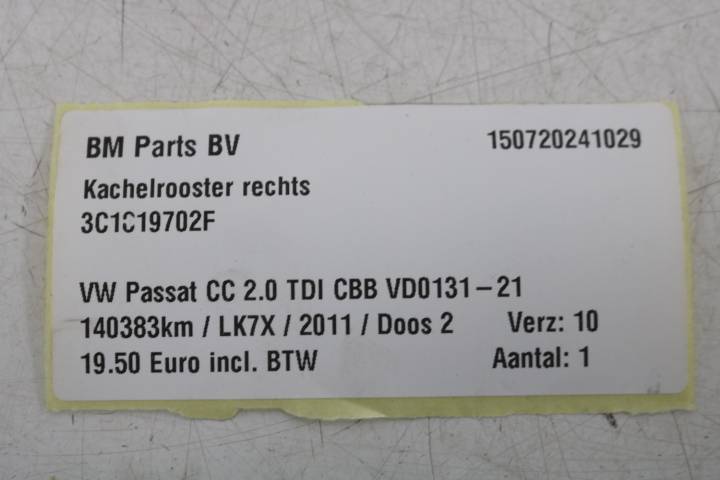 BM Parts BV 150720241029
Kachelrooster rechts
3C1819702F
VW Passat CC 2.0 TDI CBB VD0131-21
140383km / LK7X / 2011 / Doos 2 Verz: 10
19.50 Euro incl. BTW Aantal: 1